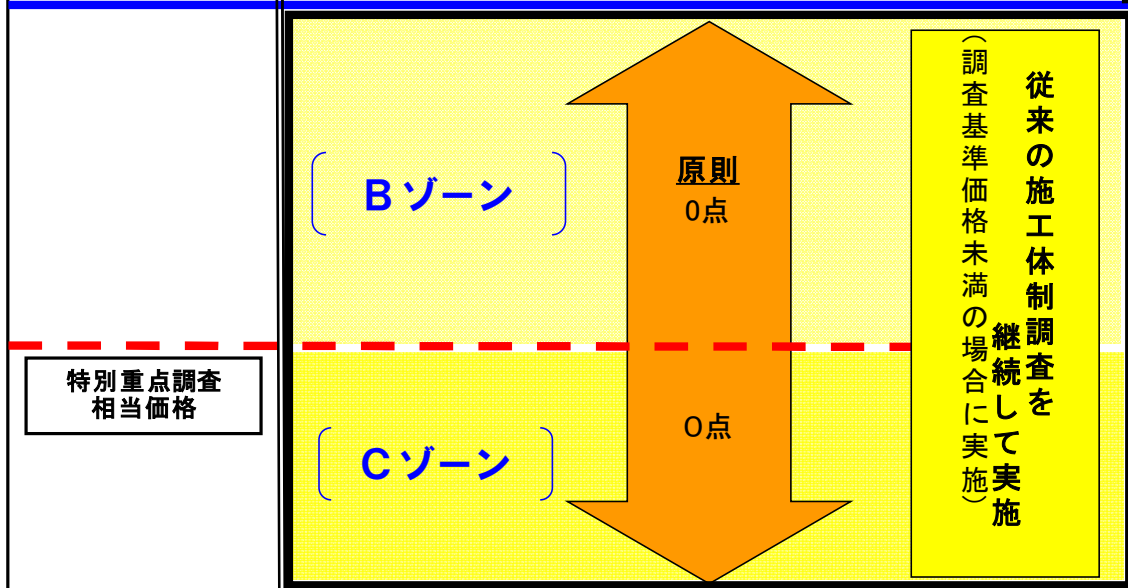 Bゾーン
原則
0点
従来の施工体制調査を
継続して実施
（調査基準価格未満の場合に実施）
特別重点調査
相当価格
Cゾーン
0点